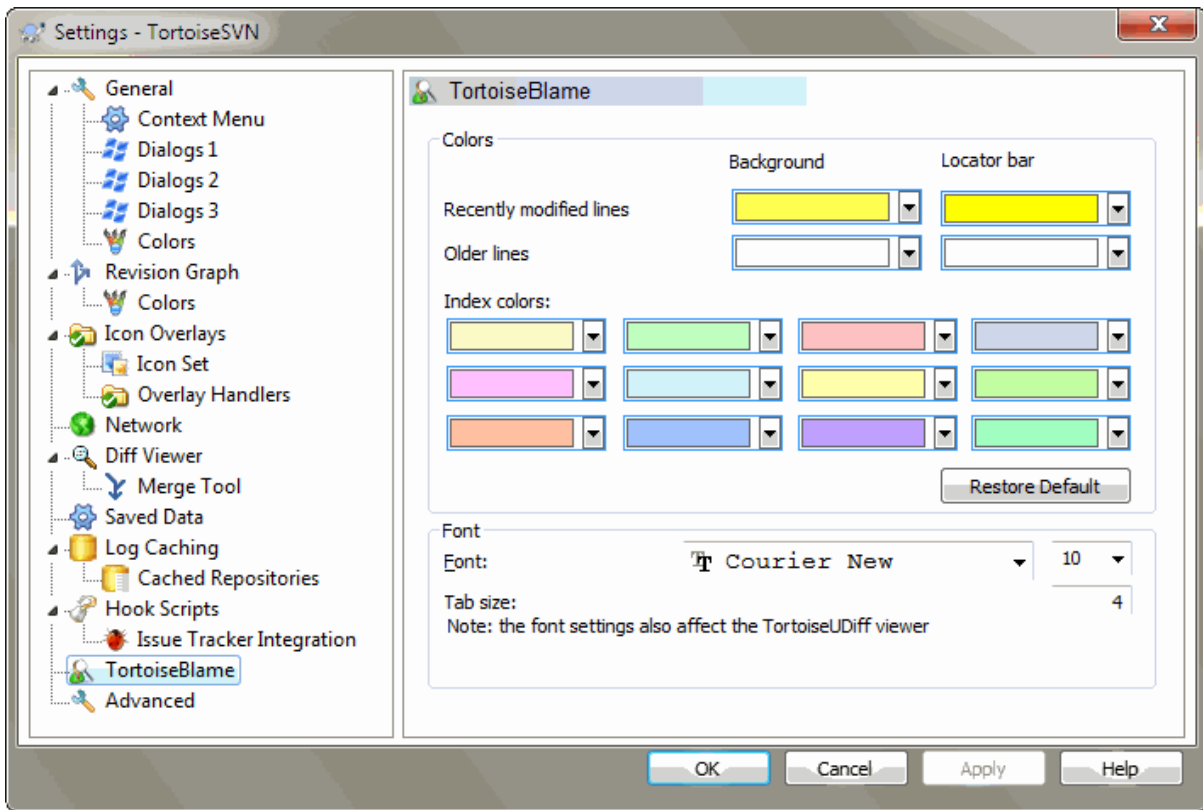 Settings - TortoiseSVN
General
Context Menu
Dialogs 1
Dialogs 2
Dialogs 3
Colors
Revision Graph
Colors
Icon Overlays
Icon Set
Overlay Handlers
Network
Diff Viewer
Merge Tool
Saved Data
Log Caching
Cached Repositories
Hook Scripts
Issue Tracker Integration
TortoiseBlame
Advanced
TortoiseBlame
Colors
Background Locator bar
Recently modified lines
Older lines
Index colors:
Restore Default
Font
Font: Courier New 10
Tab size: 4
Note: the font settings also affect the TortoiseUDiff viewer
OK Cancel Apply Help